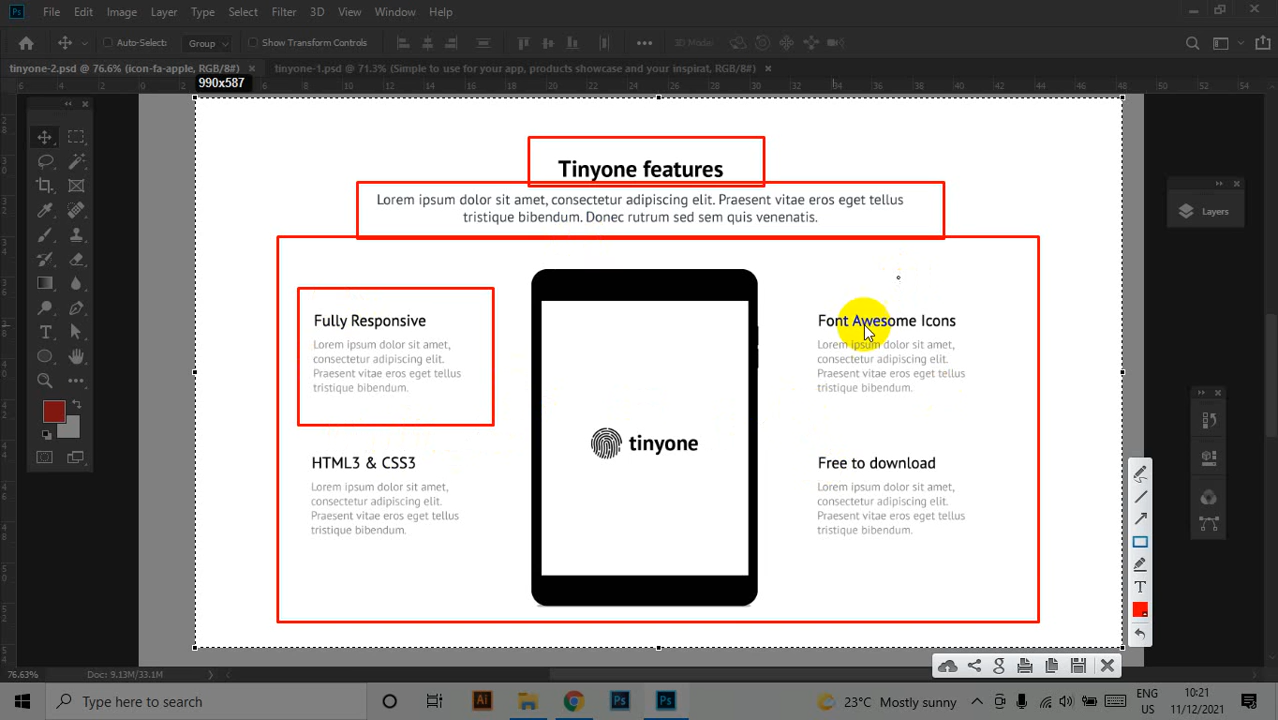 Ps File Edit Image Layer Type Select Filter 3D View Window Help
Auto-Select: Group Show Transform Controls 3D Mode
tinyone-2.psd @ 76.6% (icon-fa-apple, RGB/8#) × tinyone-1.psd @ 71.3% (Simple to use for your app, products showcase and your inspirat, RGB/8#) ×
990x587
Tinyone features
Lorem ipsum dolor sit amet, consectetur adipiscing elit. Praesent vitae eros eget tellus
tristique bibendum. Donec rutrum sed sem quis venenatis.
Layers
Fully Responsive
Lorem ipsum dolor sit amet,
consectetur adipiscing elit.
Praesent vitae eros eget tellus
tristique bibendum.
Font Awesome Icons
Lorem ipsum dolor sit amet,
consectetur adipiscing elit.
Praesent vitae eros eget tellus
tristique bibendum.
tinyone
HTML3 & CSS3
Lorem ipsum dolor sit amet,
consectetur adipiscing elit.
Praesent vitae eros eget tellus
tristique bibendum.
Free to download
Lorem ipsum dolor sit amet,
consectetur adipiscing elit.
Praesent vitae eros eget tellus
tristique bibendum.
76.63% Doc: 9.13M/33.1M
Type here to search
Ai Ps Ps
23°C Mostly sunny
ENG
US
10:21
11/12/2021